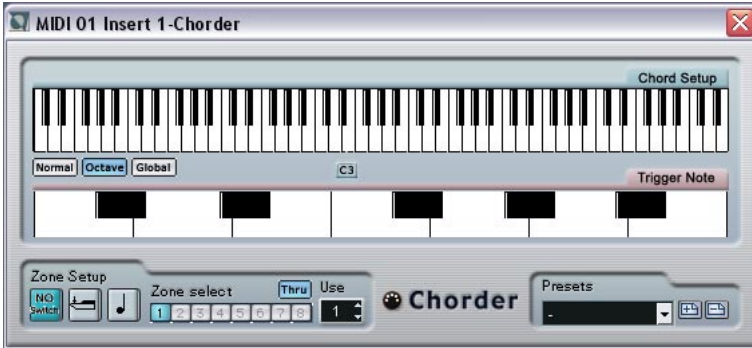 MIDI 01 Insert 1-Chorder
Chord Setup
Normal Octave Global
C3
Trigger Note
Zone Setup
NO Switch
Zone select
Thru
Use
1 2 3 4 5 6 7 8
1
Chorder
Presets
-